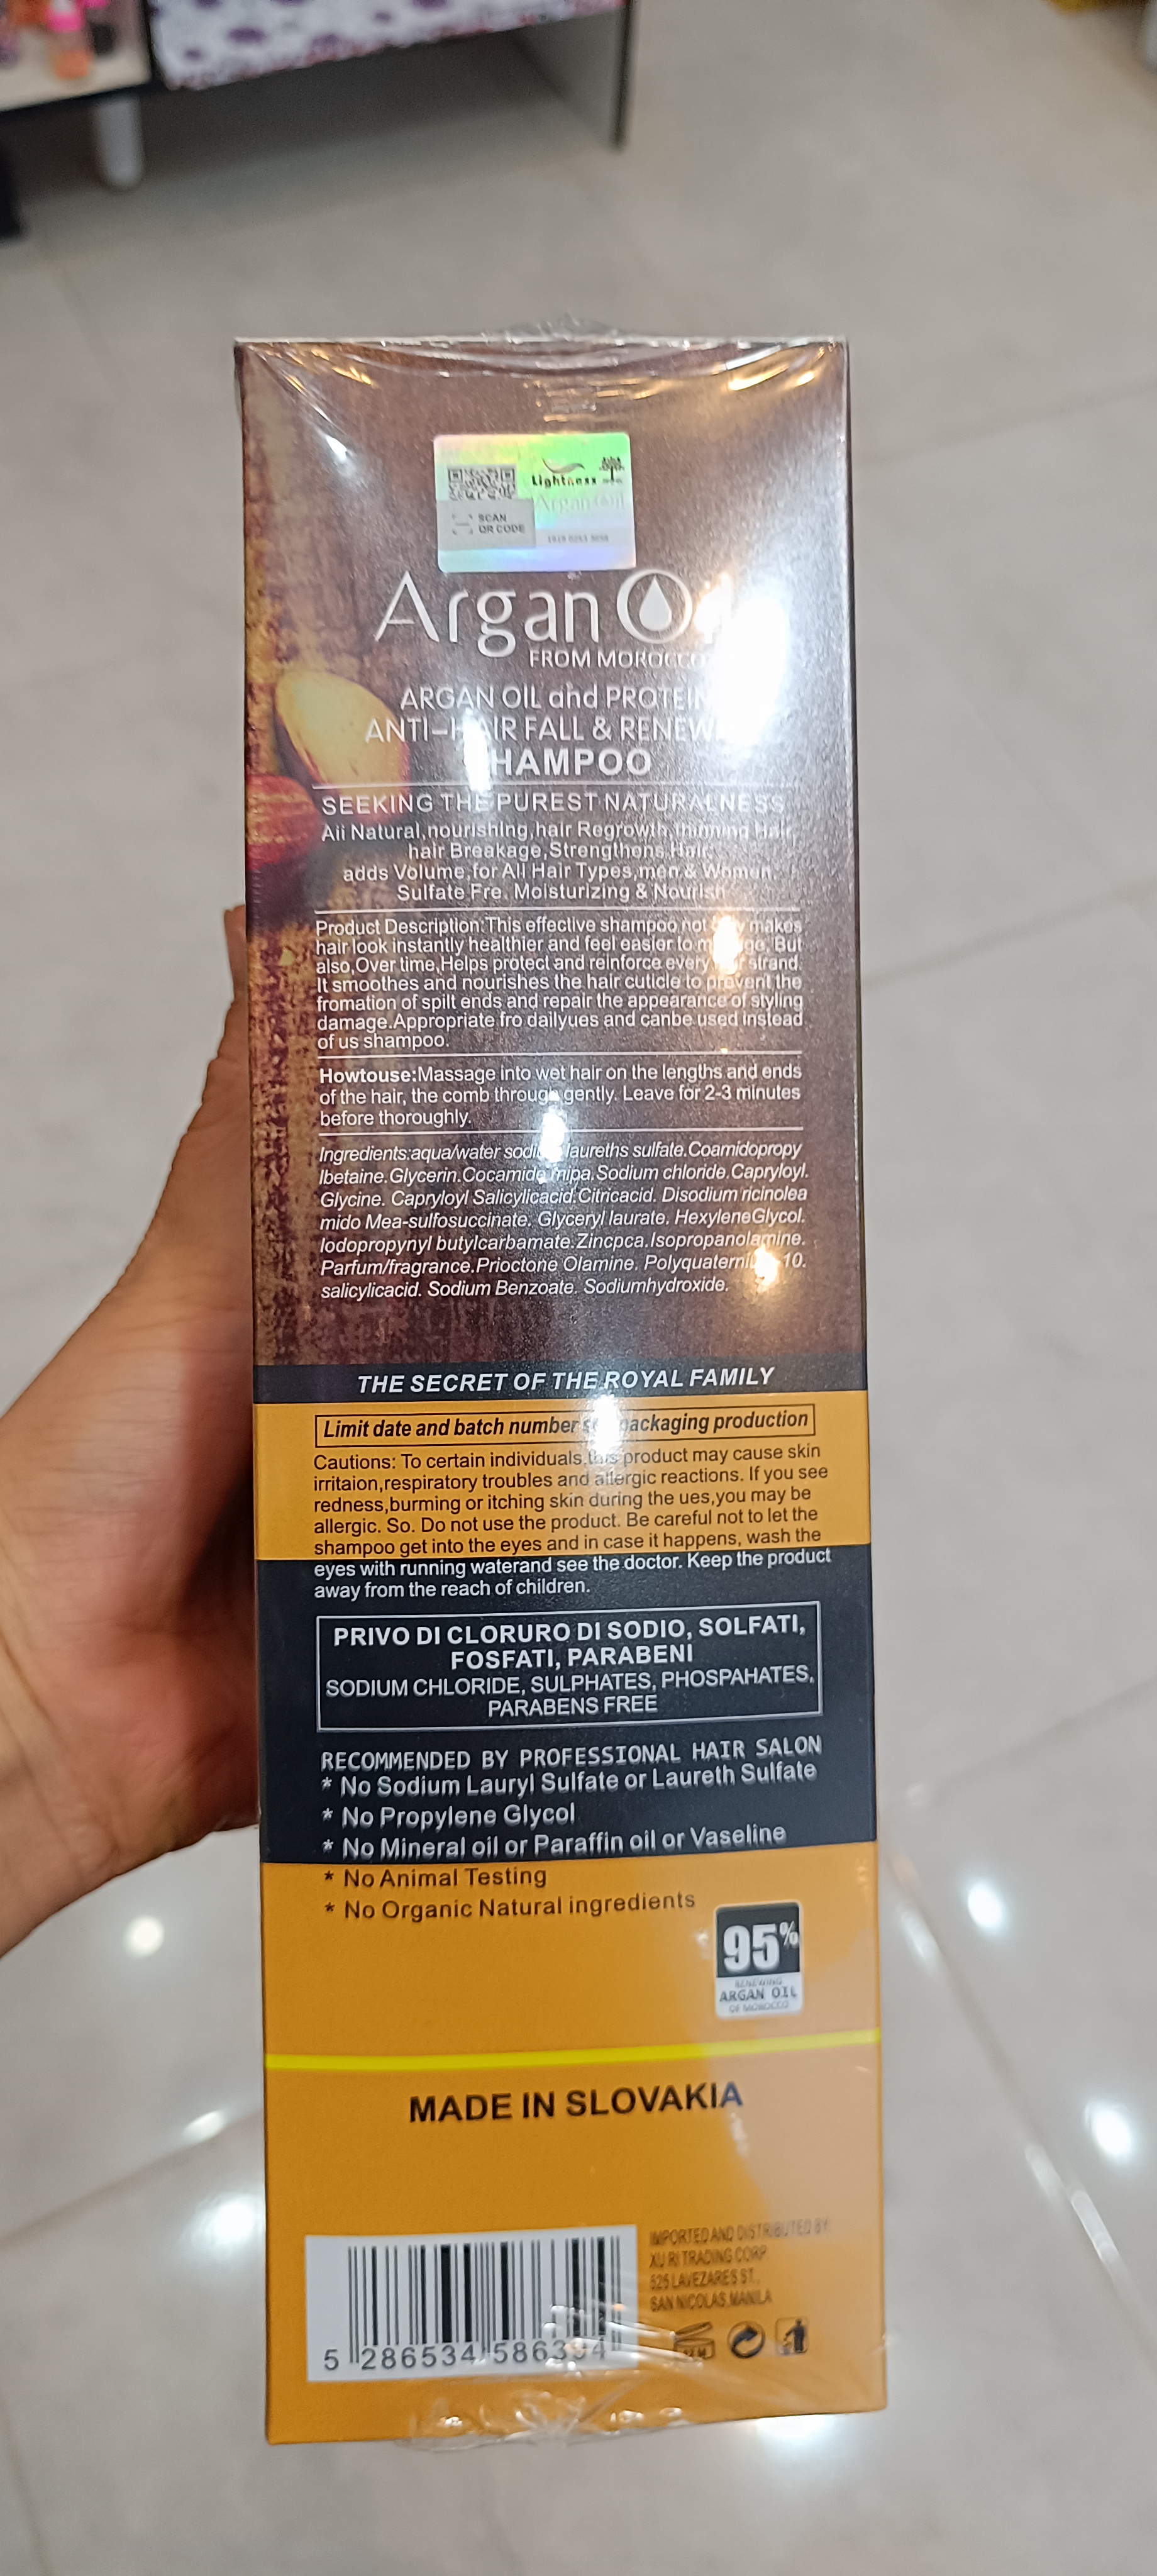 Lightness
Argan Oil
SCAN
QR CODE
Argan O
FROM MOROCCO
ARGAN OIL and PROTEIN
ANTI-HAIR FALL & RENEW
HAMPOO
SEEKING THE PUREST NATURALNESS
Aii Natural,nourishing,hair Regrowth,thinning Hair,
hair Breakage,Strengthens Hair,
adds Volume,for All Hair Types,men & Women.
Sulfate Fre. Moisturizing & Nourish
Product Description:This effective shampoo not makes
hair look instantly healthier and feel easier to But
also,Over time,Helps protect and reinforce every strand.
It smoothes and nourishes the hair cuticle to prevent the
fromation of spilt ends and repair the appearance of styling
damage.Appropriate fro dailyues and canbe used instead
of us shampoo.
Howtouse:Massage into wet hair on the lengths and ends
of the hair, the comb through gently. Leave for 2-3 minutes
before thoroughly.
Ingredients:aqua/water laureths sulfate.Coamidopropy
lbetaine.Glycerin.Cocamide mipa.Sodium chloride.Capryloyl.
Glycine. Capryloyl Salicylicacid.Citricacid. Disodium ricinolea
mido Mea-sulfosuccinate. Glyceryl laurate. HexyleneGlycol.
Iodopropynyl butylcarbamate.Zincpca.Isopropanolamine.
Parfum/fragrance.Prioctone Olamine. 10.
salicylicacid. Sodium Benzoate. Sodiumhydroxide.
THE SECRET OF THE ROYAL FAMILY
Limit date and batch number packaging production
Cautions: To certain individuals,this product may cause skin
irritaion,respiratory troubles and allergic reactions. If you see
redness,burming or itching skin during the ues,you may be
allergic. So. Do not use the product. Be careful not to let the
shampoo get into the eyes and in case it happens, wash the
eyes with running waterand see the doctor. Keep the product
away from the reach of children.
PRIVO DI CLORURO DI SODIO, SOLFATI,
FOSFATI, PARABENI
SODIUM CHLORIDE, SULPHATES, PHOSPAHATES,
PARABENS FREE
RECOMMENDED BY PROFESSIONAL HAIR SALON
* No Sodium Lauryl Sulfate or Laureth Sulfate
* No Propylene Glycol
* No Mineral oil or Paraffin oil or Vaseline
* No Animal Testing
* No Organic Natural ingredients
95%
RENEWING
ARGAN OIL
OF MOROCCO
MADE IN SLOVAKIA
IMPORTED AND DISTRIBUTED BY
XU RI TRADING CORP.
526 LAVEZARES ST.,
SAN NICOLAS,MANILA
5 286534